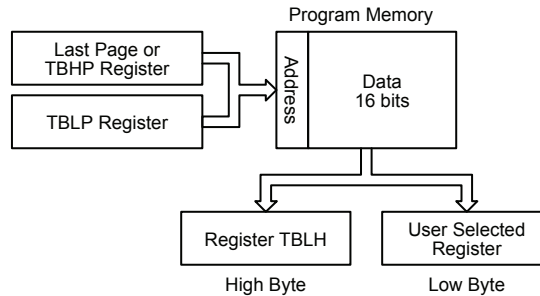 Program Memory
Last Page or
TBHP Register
TBLP Register
Address
Data
16 bits
Register TBLH
User Selected
Register
High Byte
Low Byte